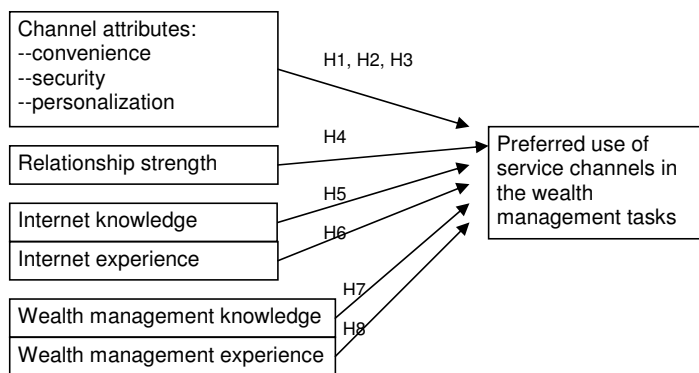 Channel attributes:
--convenience
--security
--personalization
H1, H2, H3
Relationship strength
H4
Preferred use of
service channels in
the wealth
management tasks
Internet knowledge
H5
Internet experience
H6
Wealth management knowledge
H7
Wealth management experience
H8